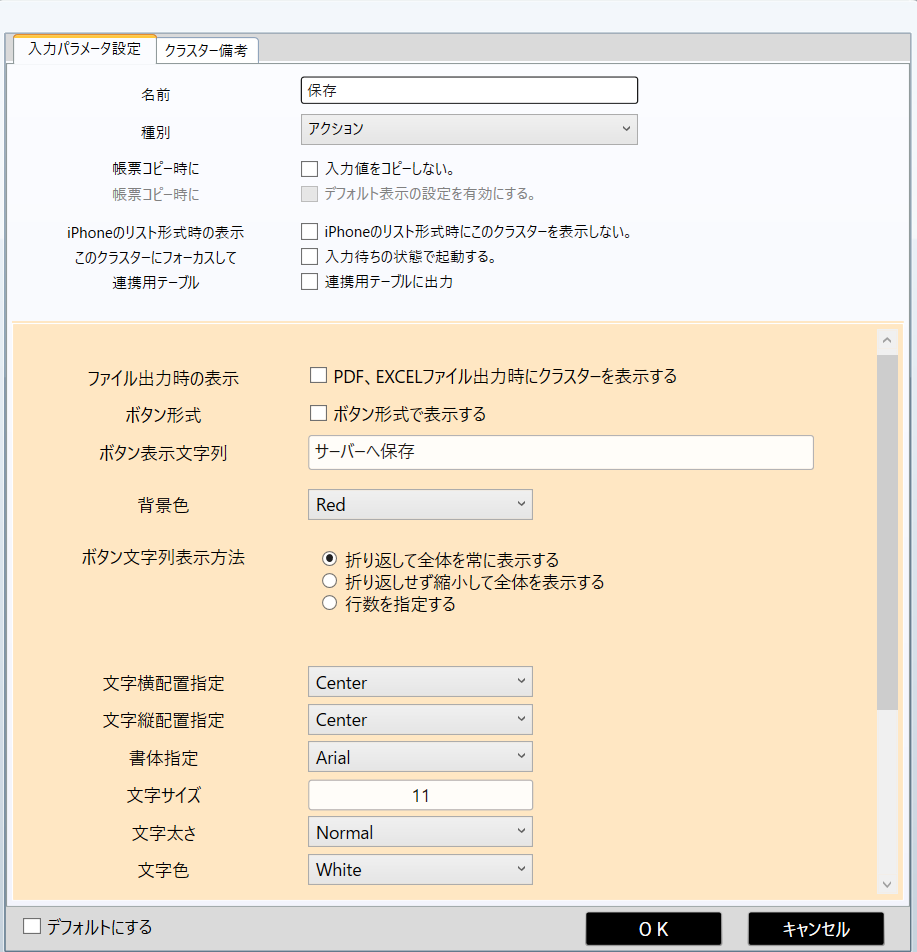 入力パラメータ設定 クラスター備考
名前 保存
種別 アクション
帳票コピー時に 入力値をコピーしない。
帳票コピー時に デフォルト表示の設定を有効にする。
iPhoneのリスト形式時の表示 iPhoneのリスト形式時にこのクラスターを表示しない。
このクラスターにフォーカスして 入力待ちの状態で起動する。
連携用テーブル 連携用テーブルに出力
ファイル出力時の表示 PDF、EXCELファイル出力時にクラスターを表示する
ボタン形式 ボタン形式で表示する
ボタン表示文字列 サーバーへ保存
背景色 Red
ボタン文字列表示方法 折り返して全体を常に表示する
折り返しせず縮小して全体を表示する
行数を指定する
文字横配置指定 Center
文字縦配置指定 Center
書体指定 Arial
文字サイズ 11
文字太さ Normal
文字色 White
デフォルトにする OK キャンセル